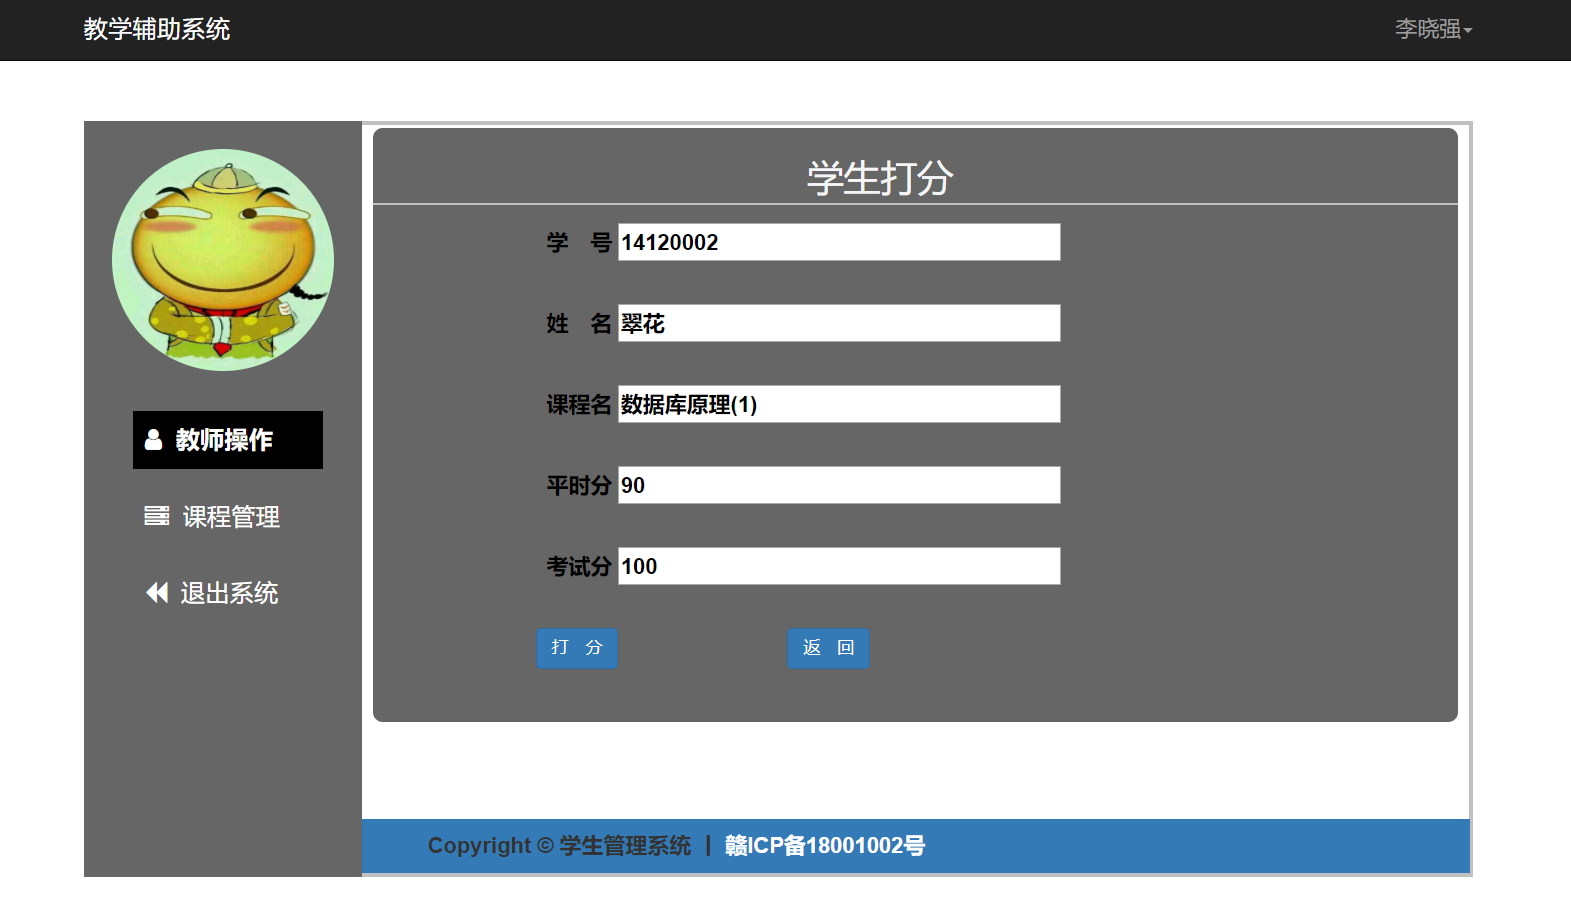 教学辅助系统
李晓强
教师操作
课程管理
退出系统
学生打分
学 号 14120002
姓 名 翠花
课程名 数据库原理(1)
平时分 90
考试分 100
打 分
返 回
Copyright © 学生管理系统 | 赣ICP备18001002号